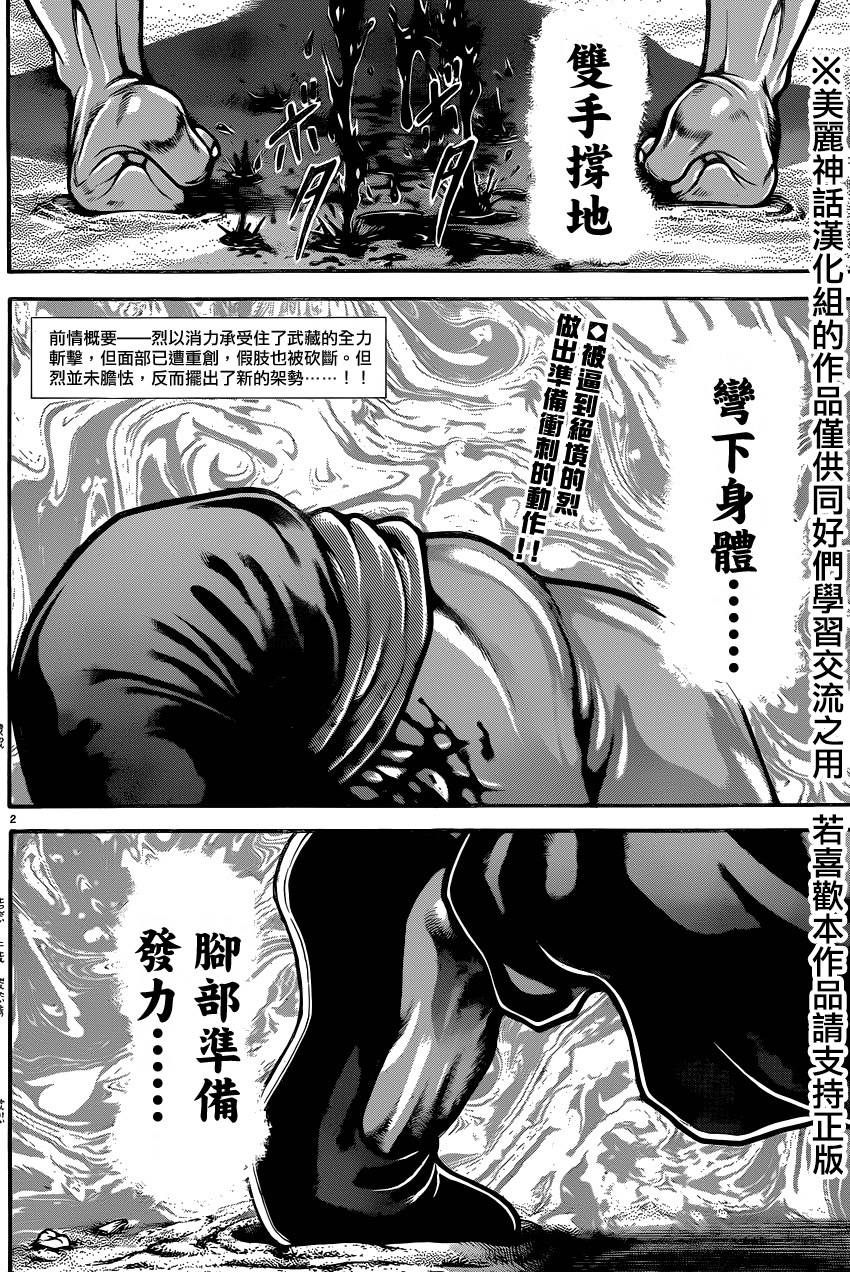 雙手撐地
ボタ
ボタ
※美麗神話漢化組的作品僅供同好們學習交流之用
若喜歡本作品請支持正版
彎下身體……
◆被逼到絕境的烈
做出準備衝刺的動作!!
前情概要——烈以消力承受住了武藏的全力
斬擊，但面部已遭重創，假肢也被砍斷。但
烈並未膽怯，反而擺出了新的架勢……！！
2
腳部準備
發力……